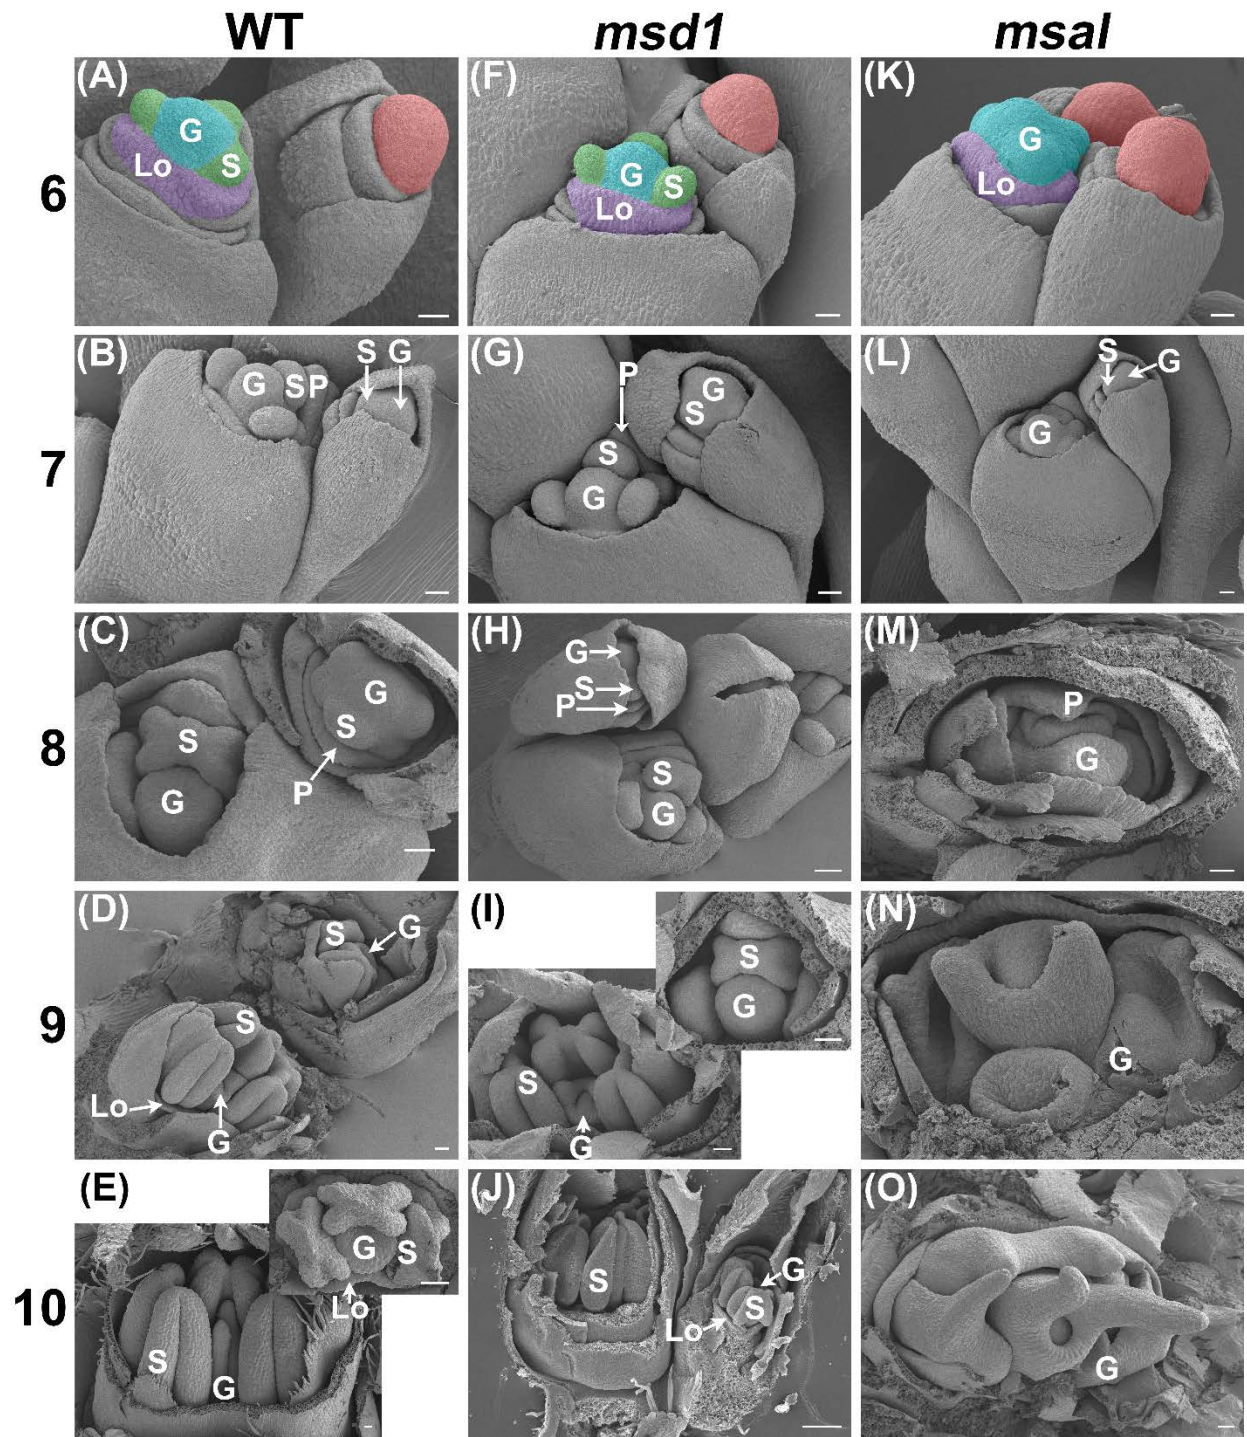 WT msd1 msal
6
(A) G S Lo
(F) G S Lo
(K) G Lo
7
(B) G S P S G
(G) P G S S G
(L) S G G
8
(C) G S S P G
(H) G S P S G
(M) P G
9
(D) S G S Lo G
(I) S G S G
(N) G
10
(E) G S Lo S G
(J) S G S Lo
(O) G